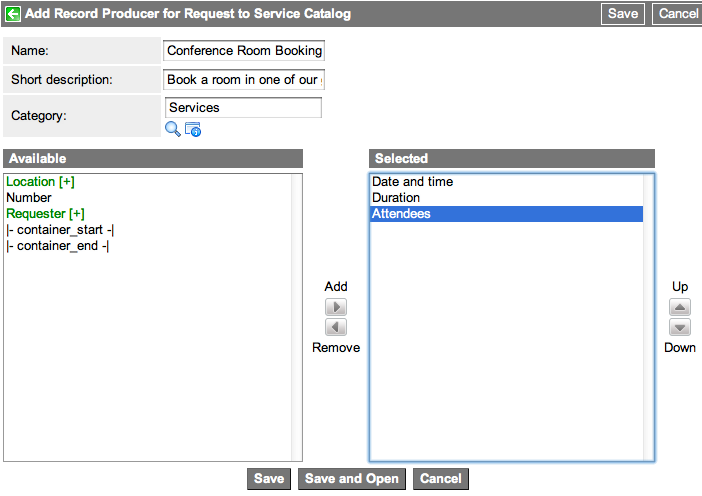 Add Record Producer for Request to Service Catalog Save Cancel
Name: Conference Room Booking
Short description: Book a room in one of our
Category: Services
Available Selected
Location [+] Date and time
Number Duration
Requester [+] Attendees
|- container_start -|
|- container_end -|
Add Up
Remove Down
Save Save and Open Cancel